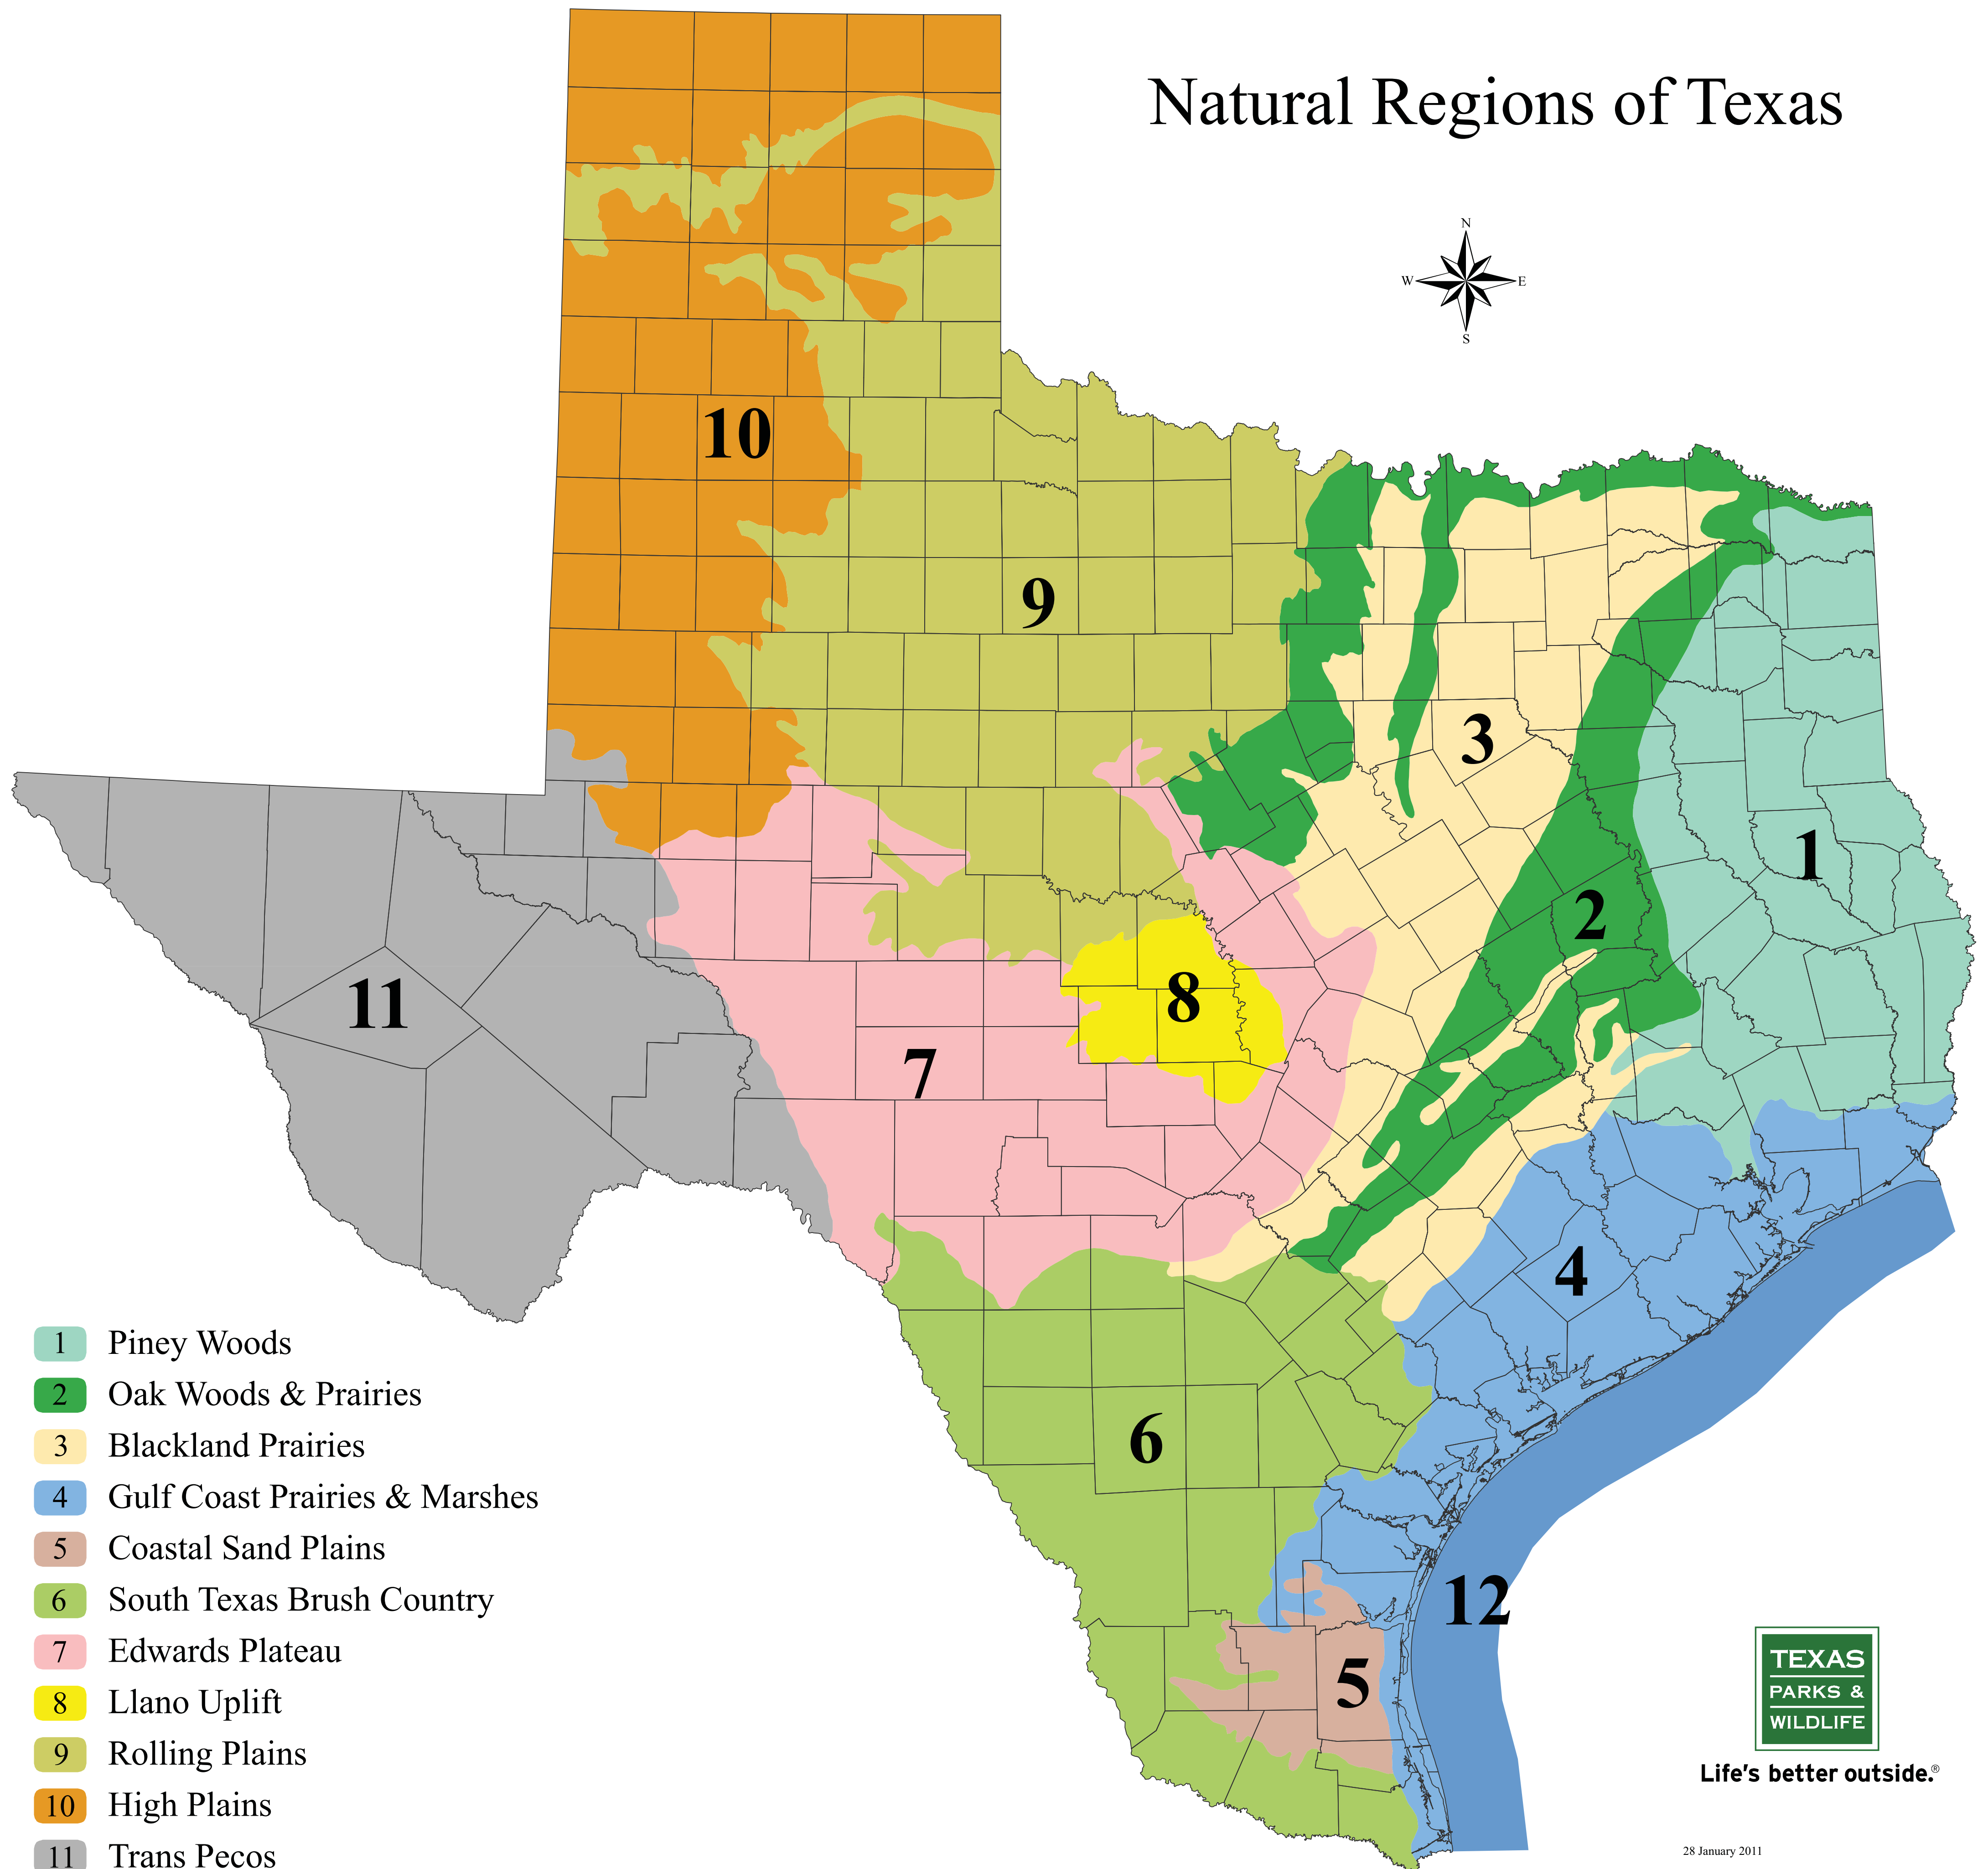 Natural Regions of Texas
N
W E
S
10
9
3
1
2
11
8
7
4
6
12
5
1 Piney Woods
2 Oak Woods & Prairies
3 Blackland Prairies
4 Gulf Coast Prairies & Marshes
5 Coastal Sand Plains
6 South Texas Brush Country
7 Edwards Plateau
8 Llano Uplift
9 Rolling Plains
10 High Plains
11 Trans Pecos
TEXAS
PARKS &
WILDLIFE
Life's better outside.®
28 January 2011